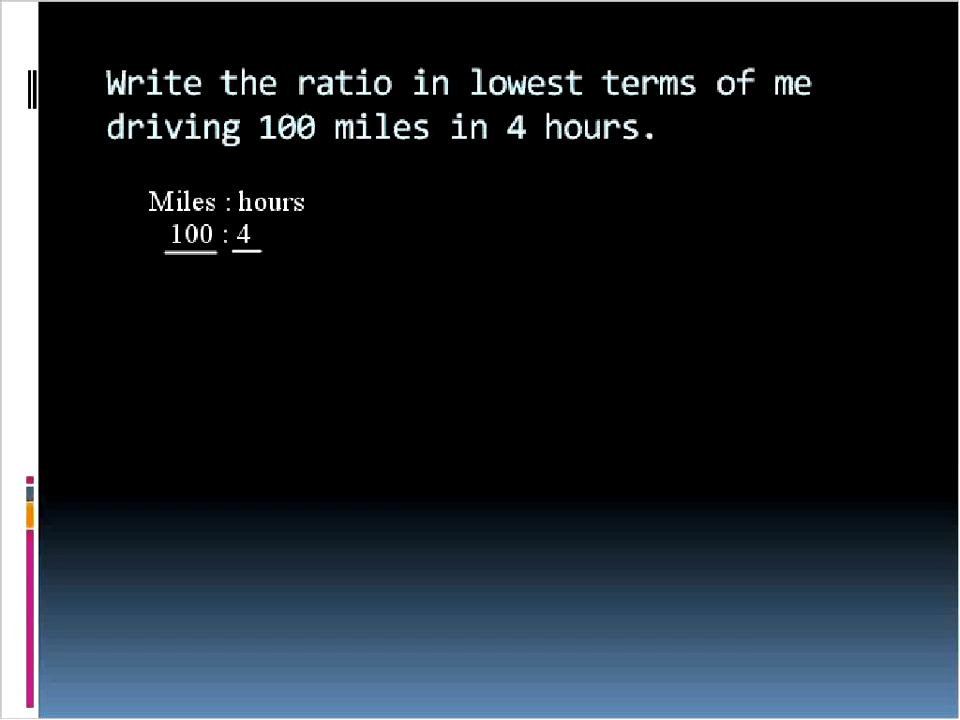 Write the ratio in lowest terms of me
driving 100 miles in 4 hours.
Miles : hours
100 : 4